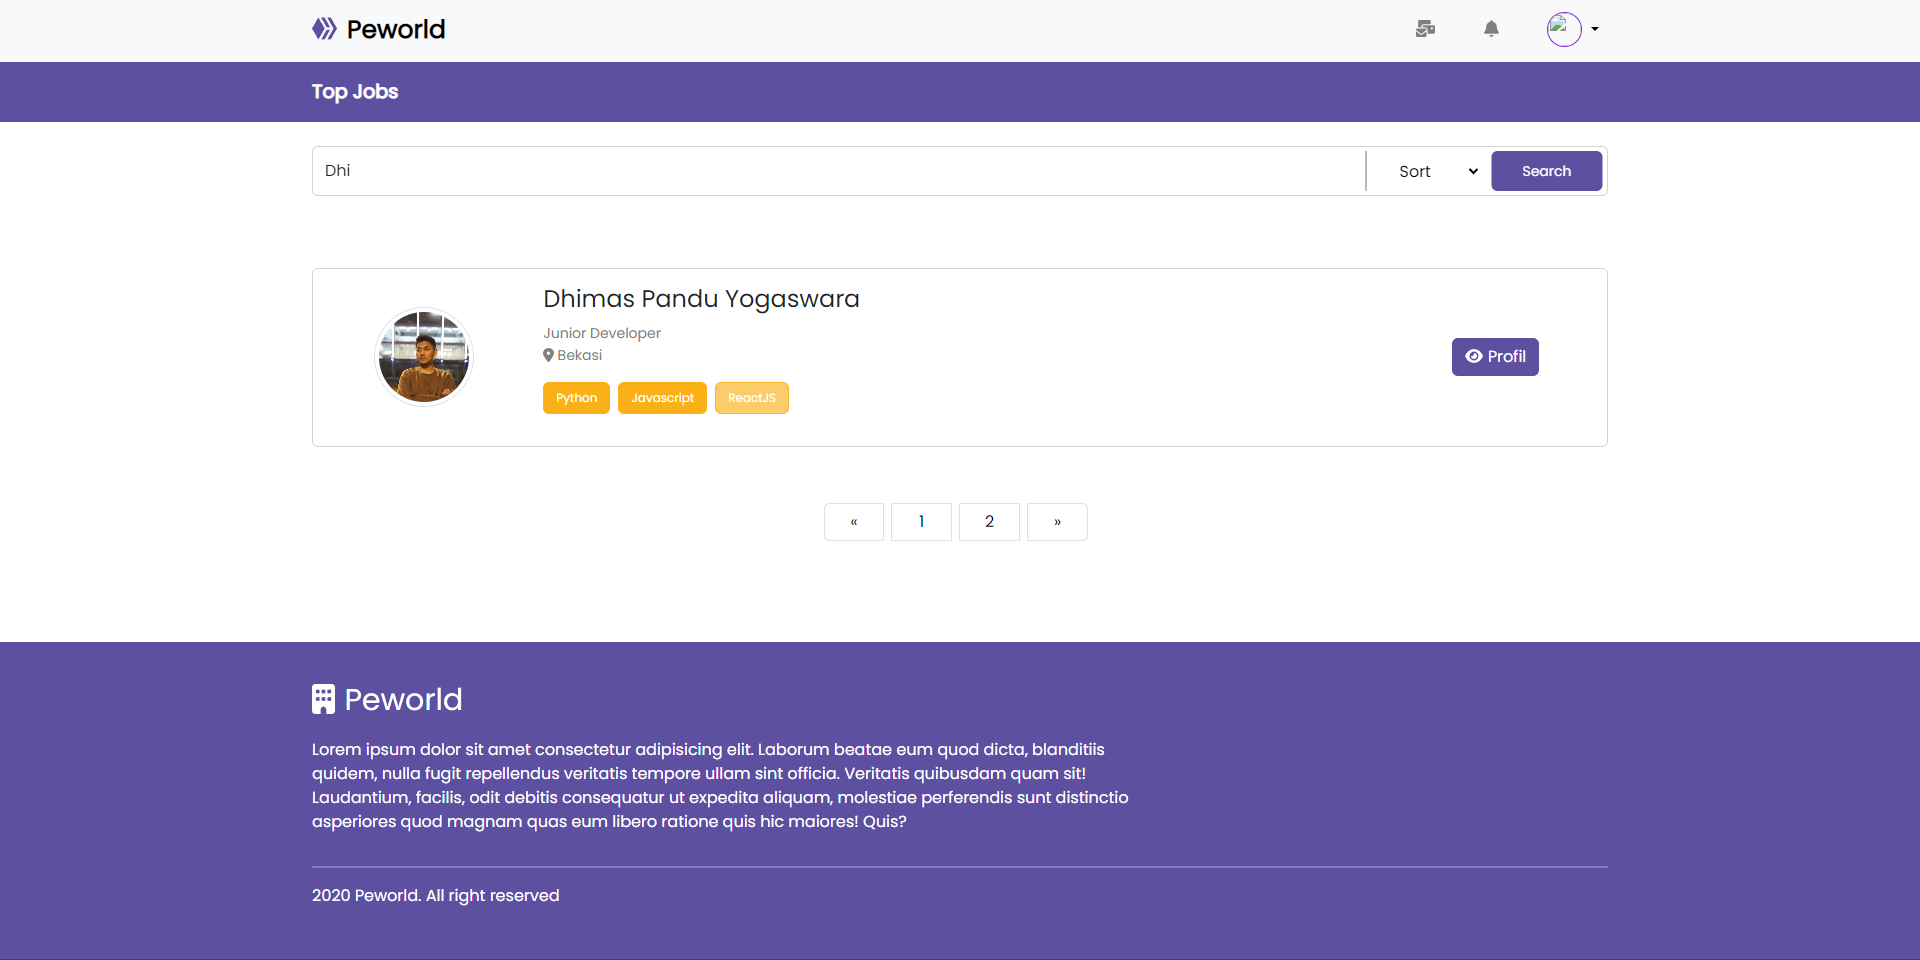 Peworld
Top Jobs
Dhi
Sort
Search
Dhimas Pandu Yogaswara
Junior Developer
Bekasi
Profil
Python
Javascript
ReactJS
«
1
2
»
Peworld
Lorem ipsum dolor sit amet consectetur adipisicing elit. Laborum beatae eum quod dicta, blanditiis
quidem, nulla fugit repellendus veritatis tempore ullam sint officia. Veritatis quibusdam quam sit!
Laudantium, facilis, odit debitis consequatur ut expedita aliquam, molestiae perferendis sunt distinctio
asperiores quod magnam quas eum libero ratione quis hic maiores! Quis?
2020 Peworld. All right reserved